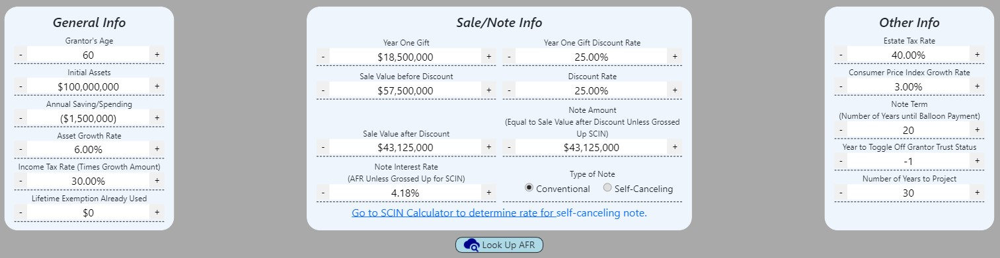 General Info
Grantor's Age
- 60 +
Initial Assets
- $100,000,000 +
Annual Saving/Spending
- ($1,500,000) +
Asset Growth Rate
- 6.00% +
Income Tax Rate (Times Growth Amount)
- 30.00% +
Lifetime Exemption Already Used
- $0 +
Sale/Note Info
Year One Gift
- $18,500,000 +
Year One Gift Discount Rate
- 25.00% +
Sale Value before Discount
- $57,500,000 +
Discount Rate
- 25.00% +
Sale Value after Discount
- $43,125,000 +
Note Amount
(Equal to Sale Value after Discount Unless Grossed
Up SCIN)
- $43,125,000 +
Note Interest Rate
(AFR Unless Grossed Up for SCIN)
- 4.18% +
Type of Note
Conventional Self-Canceling
Go to SCIN Calculator to determine rate for self-canceling note.
Other Info
Estate Tax Rate
- 40.00% +
Consumer Price Index Growth Rate
- 3.00% +
Note Term
(Number of Years until Balloon Payment)
- 20 +
Year to Toggle Off Grantor Trust Status
- -1 +
Number of Years to Project
- 30 +
Look Up AFR